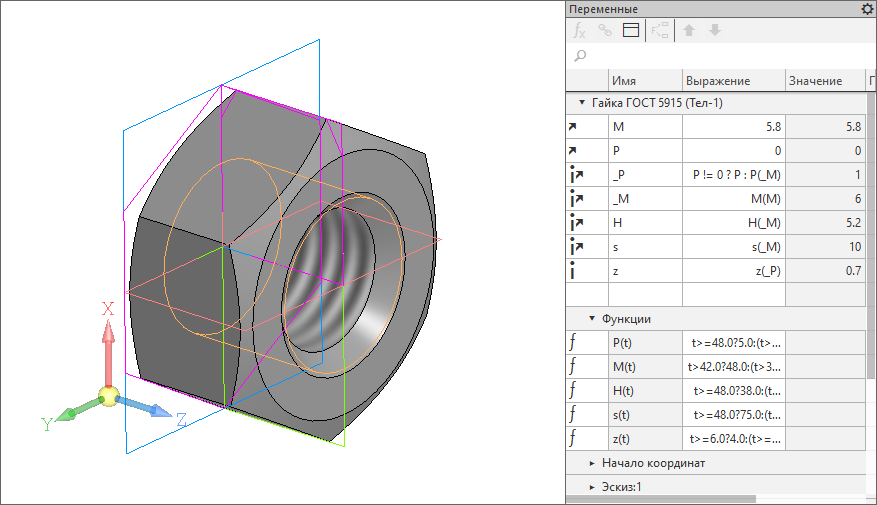 Переменные
Имя Выражение Значение Г
Гайка ГОСТ 5915 (Тел-1)
M 5.8 5.8
P 0 0
_P P != 0 ? P : P(_M) 1
_M M(M) 6
H H(_M) 5.2
s s(_M) 10
z z(_P) 0.7
Функции
P(t) t>=48.0?5.0:(t>...
M(t) t>42.0?48.0:(t>3...
H(t) t>=48.0?38.0:(t...
s(t) t>=48.0?75.0:(t...
z(t) t>=6.0?4.0:(t>=...
Начало координат
Эскиз:1
X
Y
Z